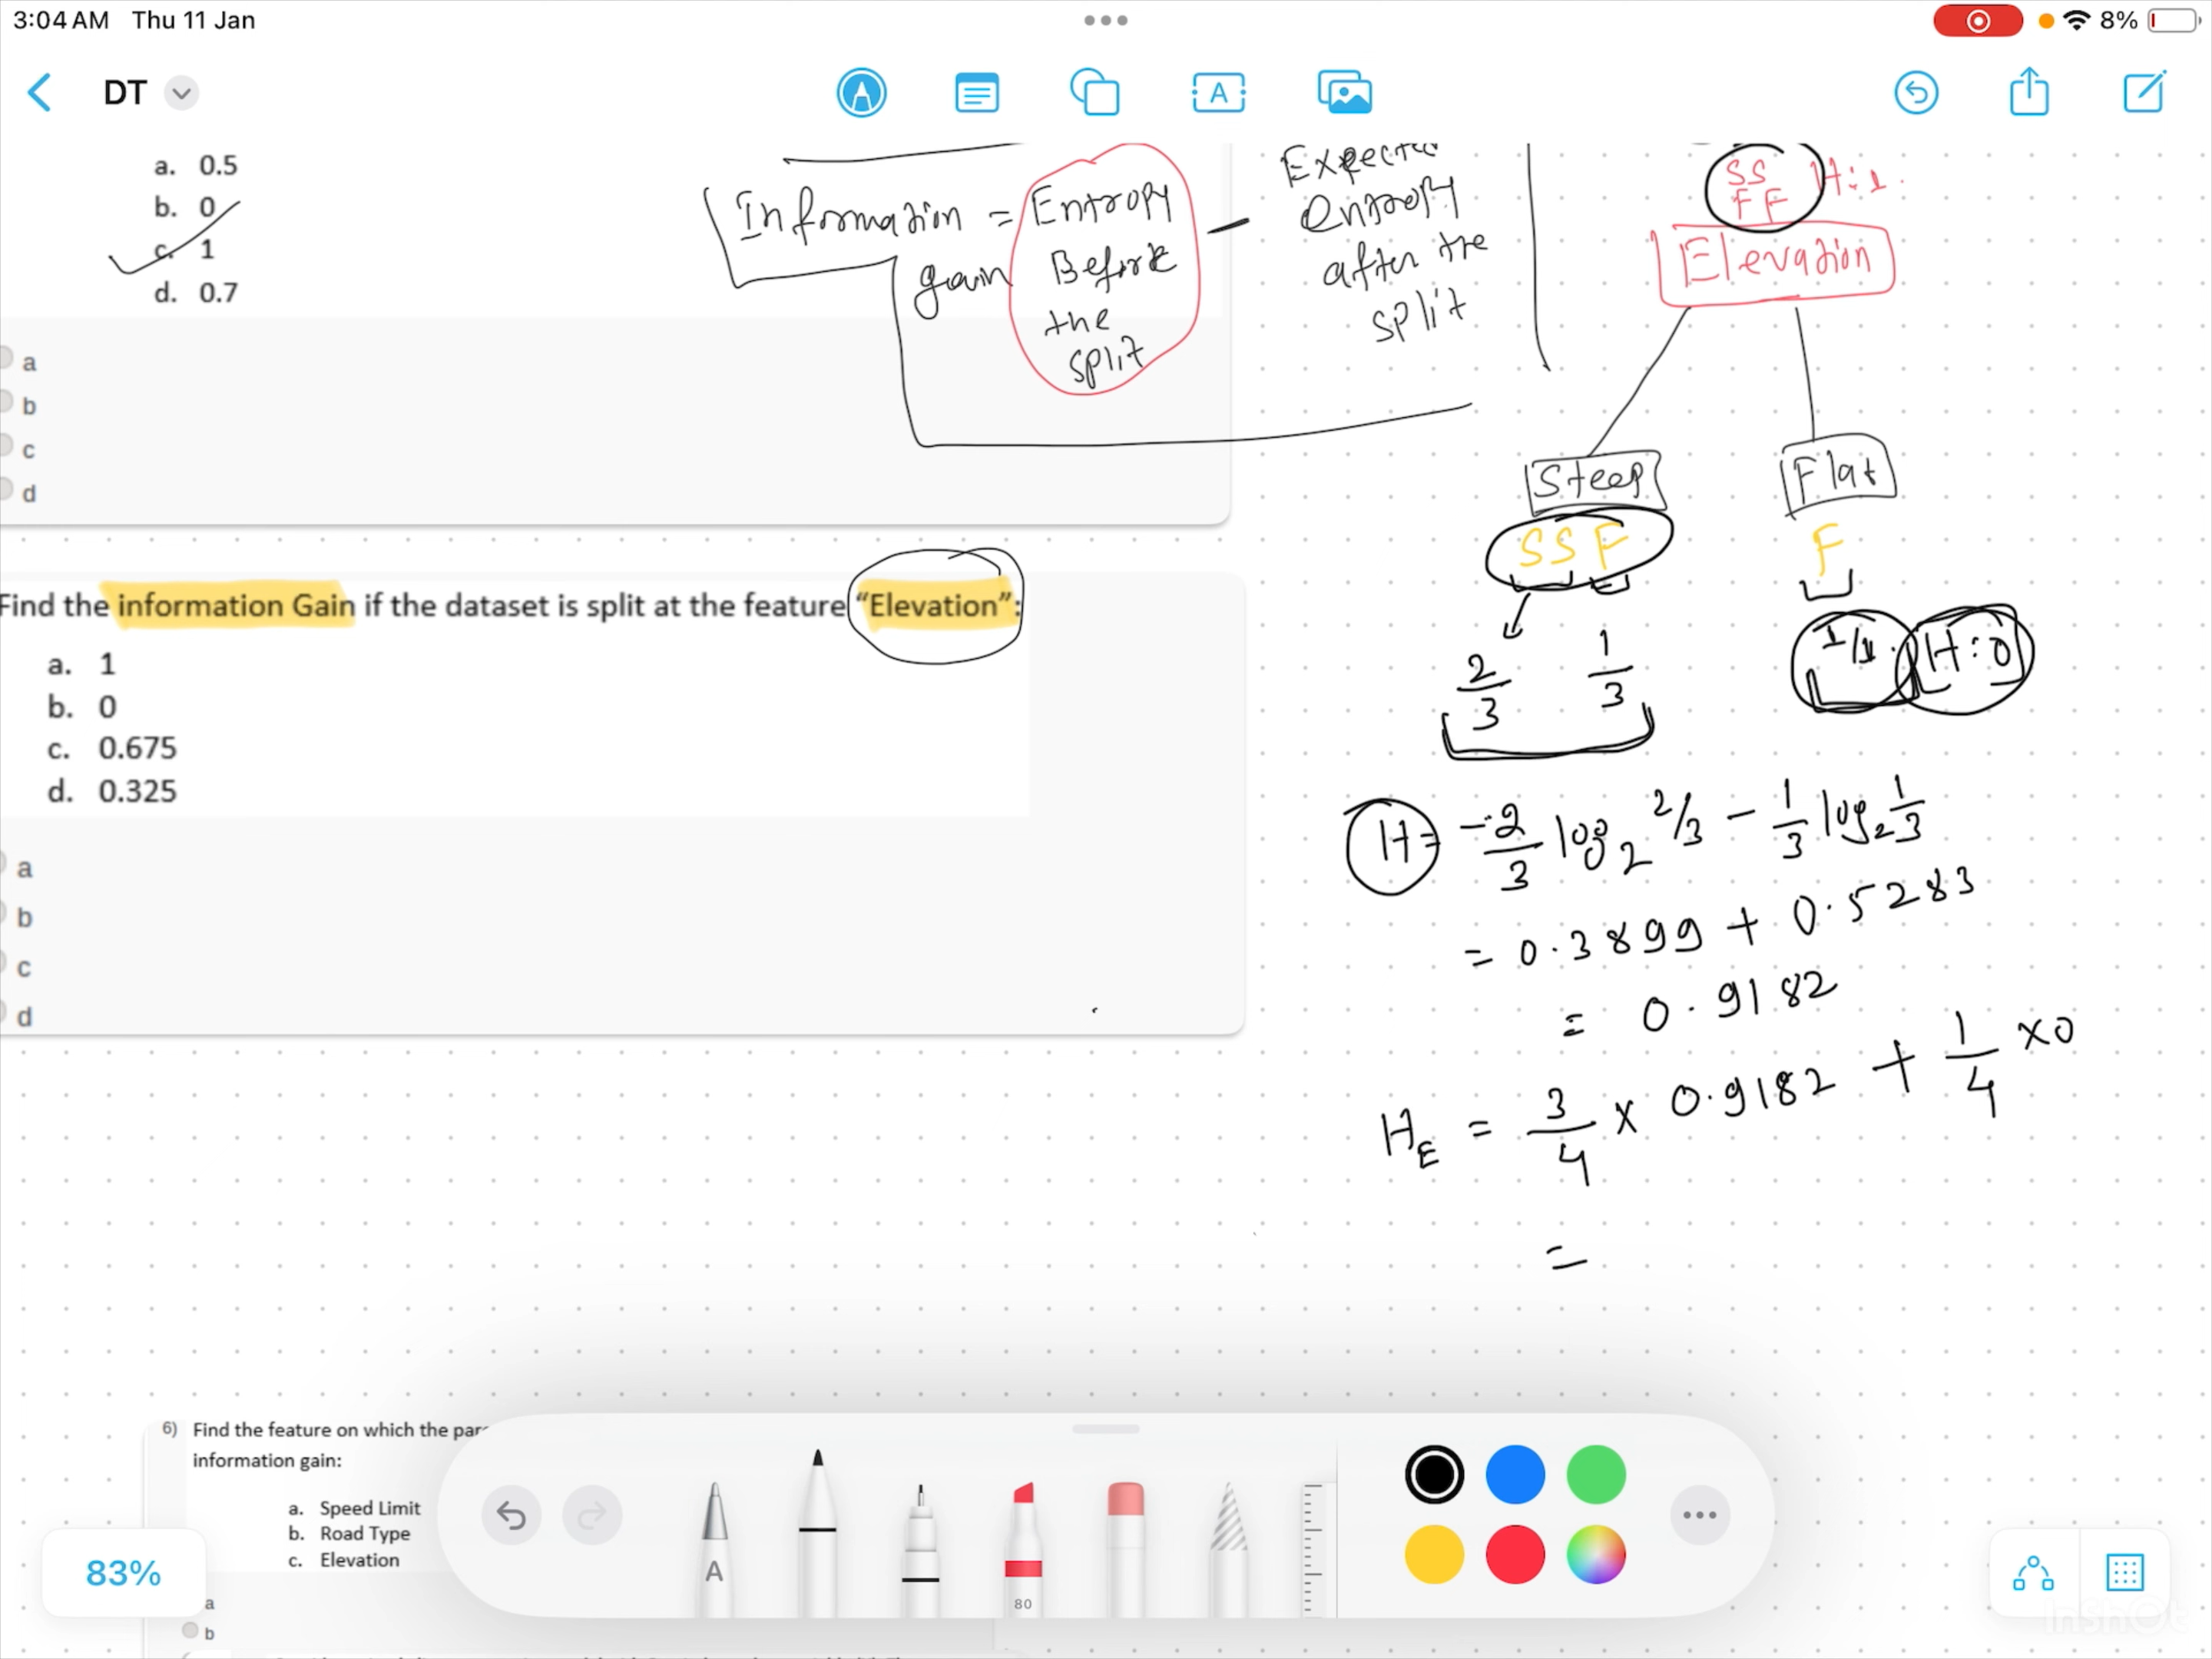 3:04 AM Thu 11 Jan
8%
DT
a. 0.5
b. 0
c. 1
d. 0.7
a
b
c
d
Information = Entropy
gain Before
the
split
-
Expected
Entropy
after the
split
SS
FF
H:1.
Elevation
Steep
Flat
SSF
F
2/3 1/3
1/1. H:0
Find the information Gain if the dataset is split at the feature "Elevation":
a. 1
b. 0
c. 0.675
d. 0.325
a
b
c
d
H= -2/3 log2 2/3 - 1/3 log2 1/3
= 0.3899 + 0.5283
= 0.9182
HE = 3/4 x 0.9182 + 1/4 x0
=
6) Find the feature on which the
information gain:
a. Speed Limit
b. Road Type
c. Elevation
a
b
83%
A
80
InShOt